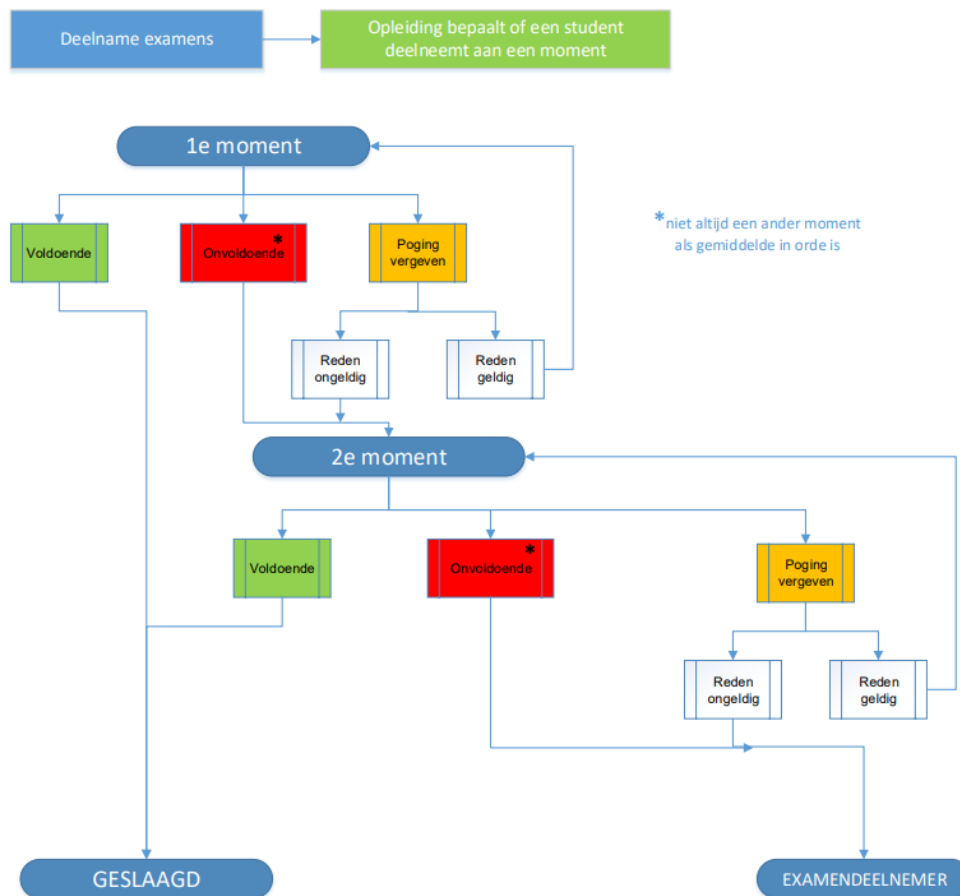 Deelname examens
Opleiding bepaalt of een student
deelneemt aan een moment
1e moment
Voldoende
Onvoldoende *
Poging
vergeven
* niet altijd een ander moment
als gemiddelde in orde is
Reden
ongeldig
Reden
geldig
2e moment
Voldoende
Onvoldoende *
Poging
vergeven
Reden
ongeldig
Reden
geldig
GESLAAGD
EXAMENDEELNEMER